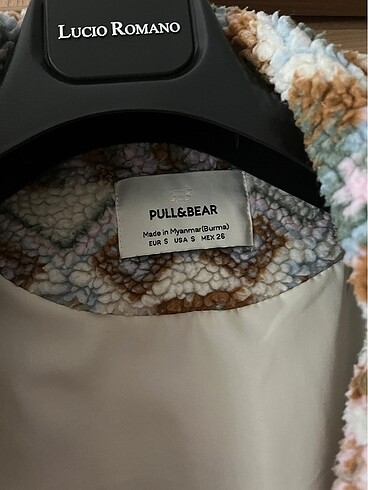 LUCIO ROMANO
PULL&BEAR
Made in Myanmar(Burma)
EUR S USA S MEX 26